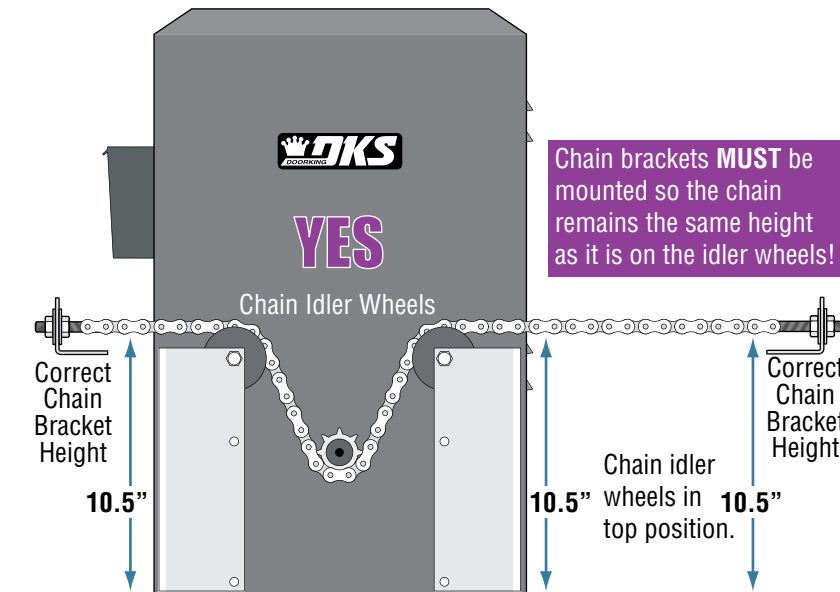 DKS
DOORKING
YES
Chain brackets MUST be
mounted so the chain
remains the same height
as it is on the idler wheels!
Chain Idler Wheels
Correct
Chain
Bracket
Height
10.5”
10.5”
Chain idler
wheels in
top position.
10.5”
Correct
Chain
Bracket
Height